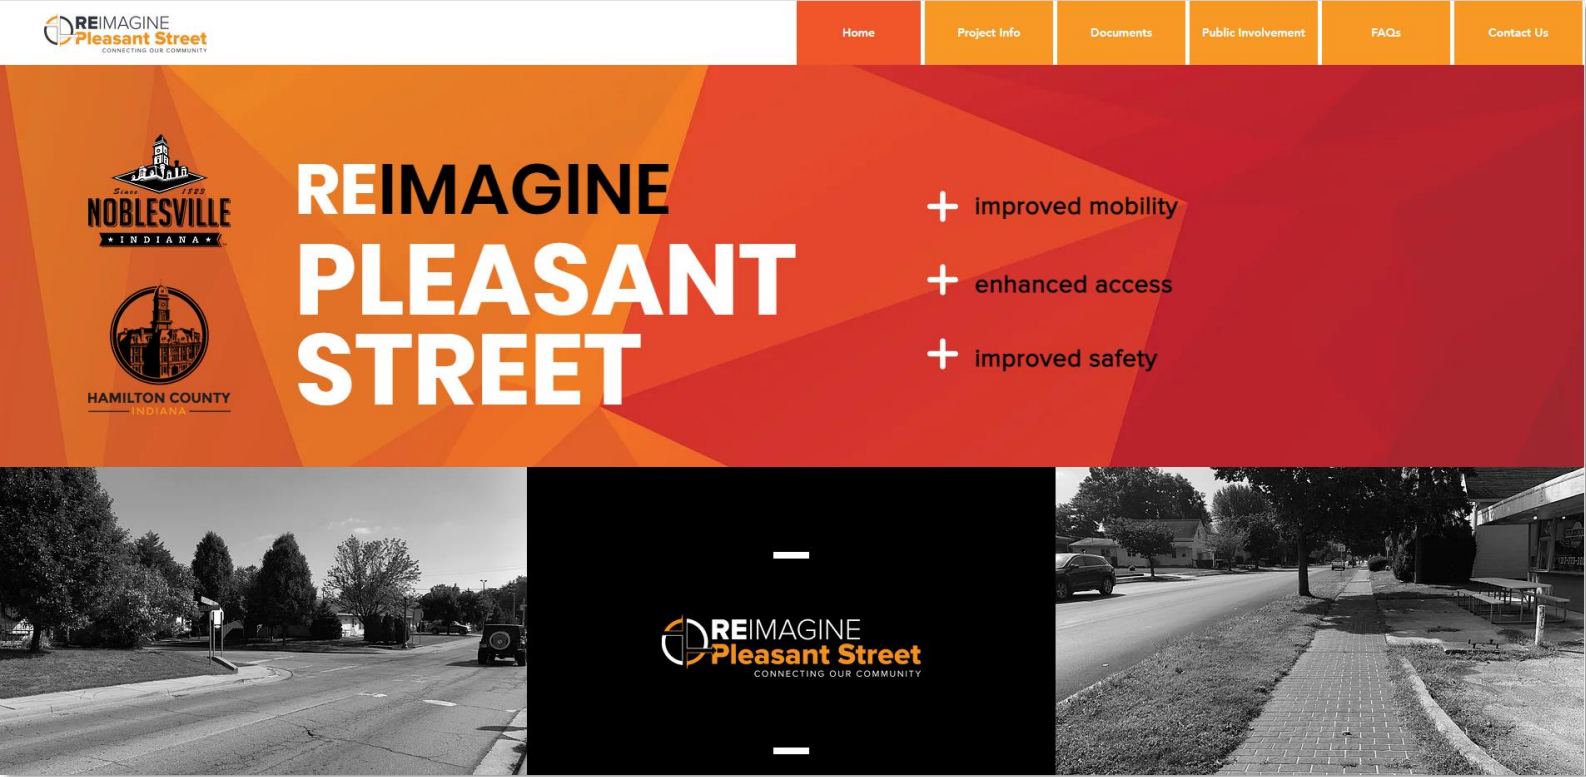 REIMAGINE
Pleasant Street
CONNECTING OUR COMMUNITY
Home
Project Info
Documents
Public Involvement
FAQs
Contact Us
Since 1823
NOBLESVILLE
INDIANA
HAMILTON COUNTY
INDIANA
REIMAGINE
PLEASANT
STREET
+ improved mobility
+ enhanced access
+ improved safety
REIMAGINE
Pleasant Street
CONNECTING OUR COMMUNITY